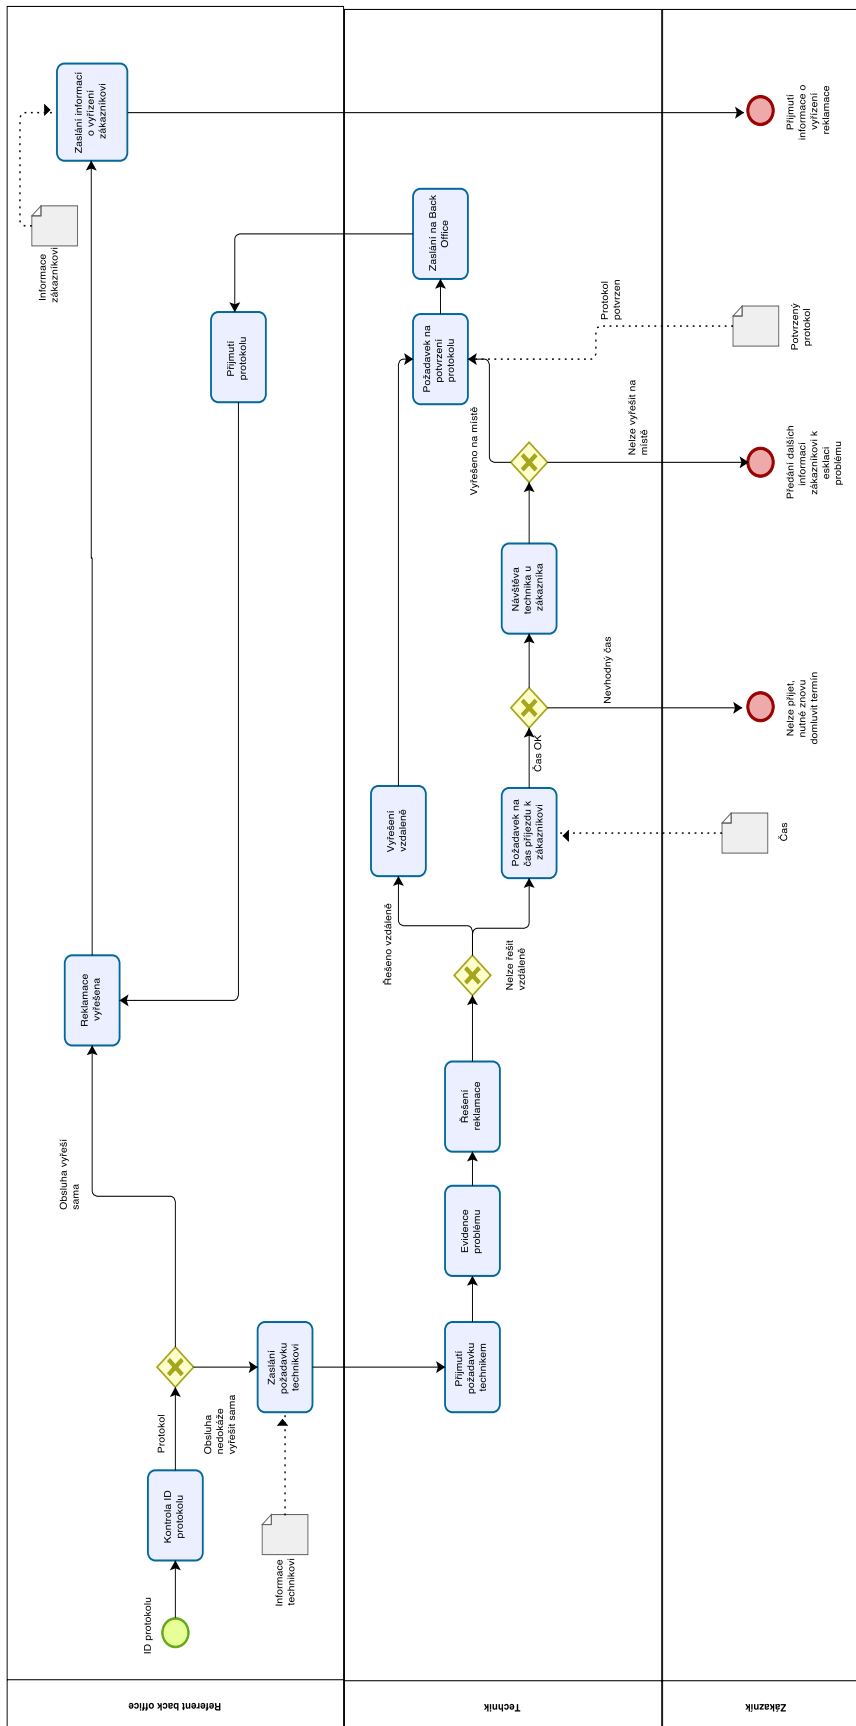 Referent back office
ID protokolu
Kontrola ID
protokolu
Protokol
Obsluha
nedokáže
vyřešit sama
Informace
technikovi
Zaslání
požadavku
technikovi
Obsluha vyřeší
sama
Reklamace
vyřešena
Přijmutí
protokolu
Informace
zákazníkovi
Zaslání informací
o vyřízení
zákazníkovi
Technik
Přijmutí
požadavku
technikem
Evidence
problému
Řešení
reklamace
Řešeno vzdáleně
Nelze řešit
vzdáleně
Vyřešení
vzdaleně
Požadavek na
čas příjezdu k
zákazníkovi
Čas OK
Nevhodný čas
Návštěva
technika u
zákazníka
Vyřešeno na místě
Nelze vyřešit na
místě
Požadavek na
potvrzení
protokolu
Protokol
potvrzen
Zaslání na Back
Office
Zákazník
Čas
Nelze přijet,
nutné znovu
domluvit termín
Předání dalších
informací
zákazníkovi k
esklaci
problému
Potvrzený
protokol
Přijmutí
informace o
vyřízení
reklamace